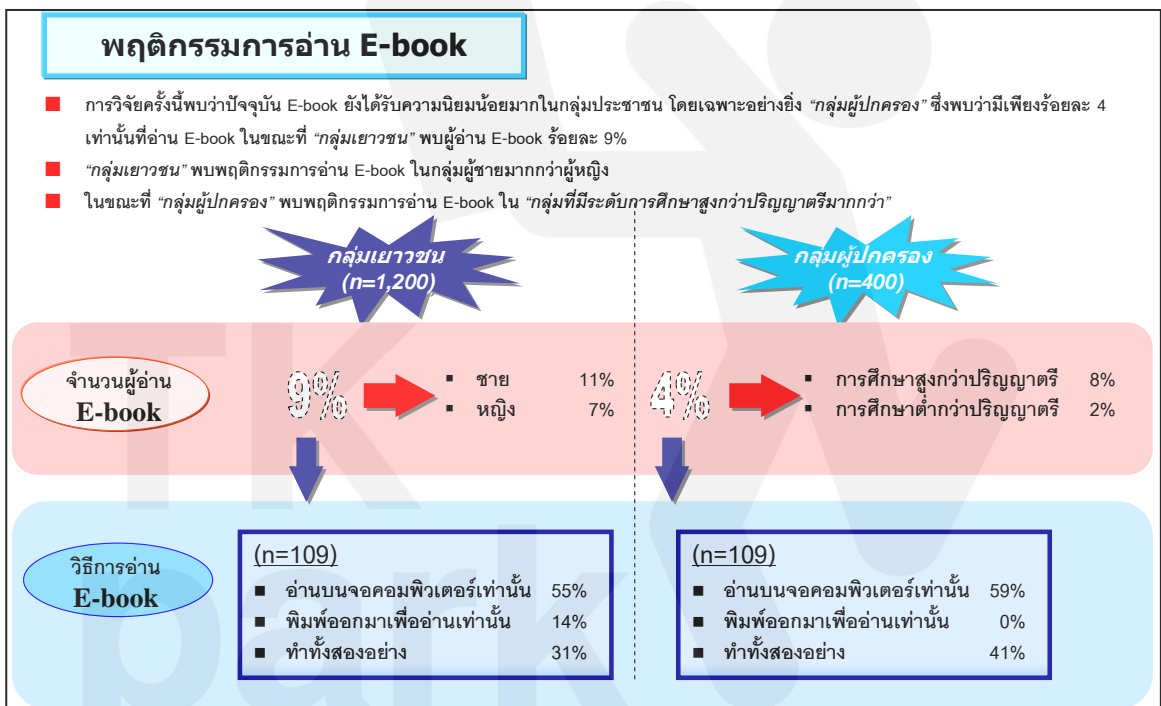 พฤติกรรมการอ่าน E-book
■ การวิจัยครั้งนี้พบว่าปัจจุบัน E-book ยังได้รับความนิยมน้อยมากในกลุ่มประชาชน โดยเฉพาะอย่างยิ่ง “กลุ่มผู้ปกครอง” ซึ่งพบว่ามีเพียงร้อยละ 4
เท่านั้นที่อ่าน E-book ในขณะที่ “กลุ่มเยาวชน” พบผู้อ่าน E-book ร้อยละ 9%
■ “กลุ่มเยาวชน” พบพฤติกรรมการอ่าน E-book ในกลุ่มผู้ชายมากกว่าผู้หญิง
■ ในขณะที่ “กลุ่มผู้ปกครอง” พบพฤติกรรมการอ่าน E-book ใน “กลุ่มที่มีระดับการศึกษาสูงกว่าปริญญาตรีมากกว่า”
กลุ่มเยาวชน
(n=1,200)
กลุ่มผู้ปกครอง
(n=400)
จำนวนผู้อ่าน
E-book
9%
▪ ชาย 11%
▪ หญิง 7%
4%
▪ การศึกษาสูงกว่าปริญญาตรี 8%
▪ การศึกษาต่ำกว่าปริญญาตรี 2%
วิธีการอ่าน
E-book
(n=109)
■ อ่านบนจอคอมพิวเตอร์เท่านั้น 55%
■ พิมพ์ออกมาเพื่ออ่านเท่านั้น 14%
■ ทำทั้งสองอย่าง 31%
(n=109)
■ อ่านบนจอคอมพิวเตอร์เท่านั้น 59%
■ พิมพ์ออกมาเพื่ออ่านเท่านั้น 0%
■ ทำทั้งสองอย่าง 41%
TK
park